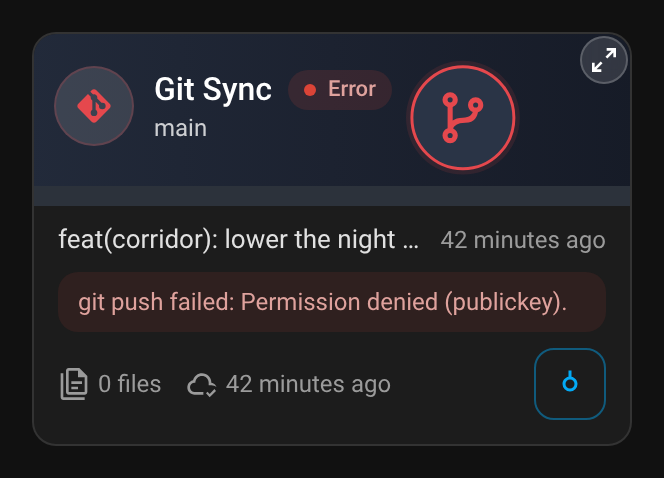 Git Sync
Error
main
feat(corridor): lower the night ...
42 minutes ago
git push failed: Permission denied (publickey).
0 files
42 minutes ago